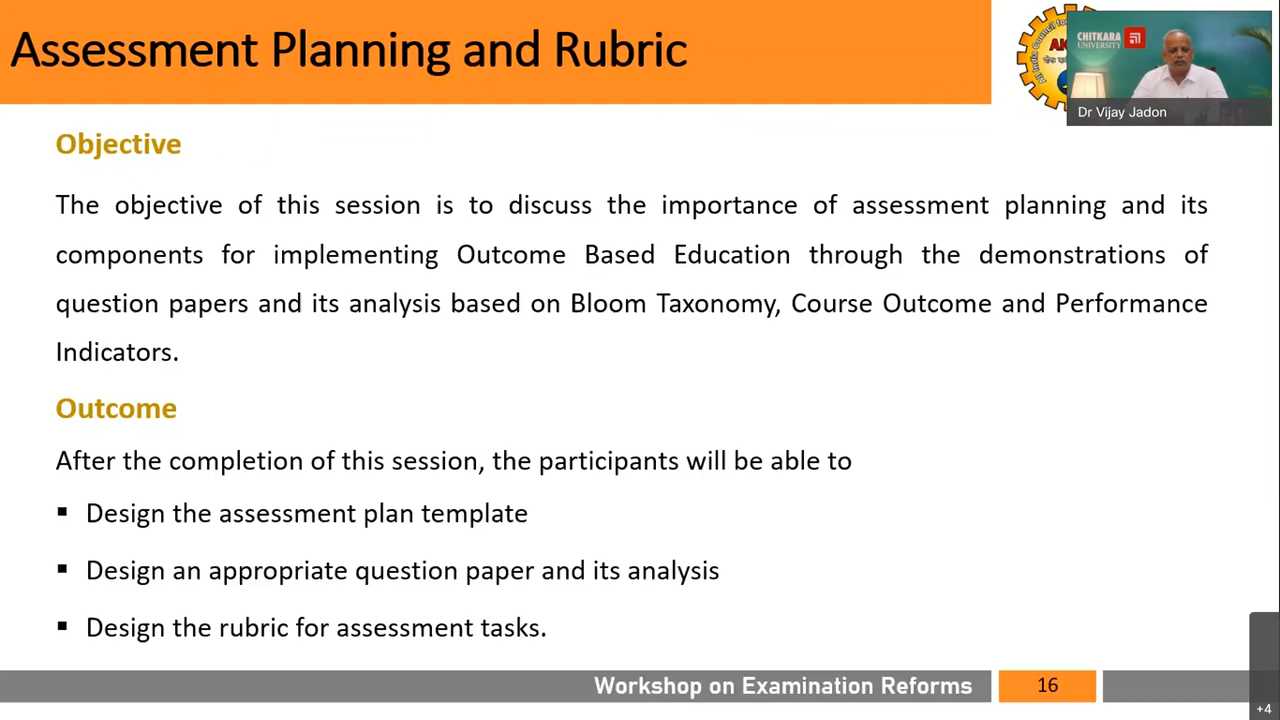 Assessment Planning and Rubric
All India Council for
CHITKARA
UNIVERSITY
Dr Vijay Jadon
Objective
The objective of this session is to discuss the importance of assessment planning and its
components for implementing Outcome Based Education through the demonstrations of
question papers and its analysis based on Bloom Taxonomy, Course Outcome and Performance
Indicators.
Outcome
After the completion of this session, the participants will be able to
▪ Design the assessment plan template
▪ Design an appropriate question paper and its analysis
▪ Design the rubric for assessment tasks.
Workshop on Examination Reforms
16
+4